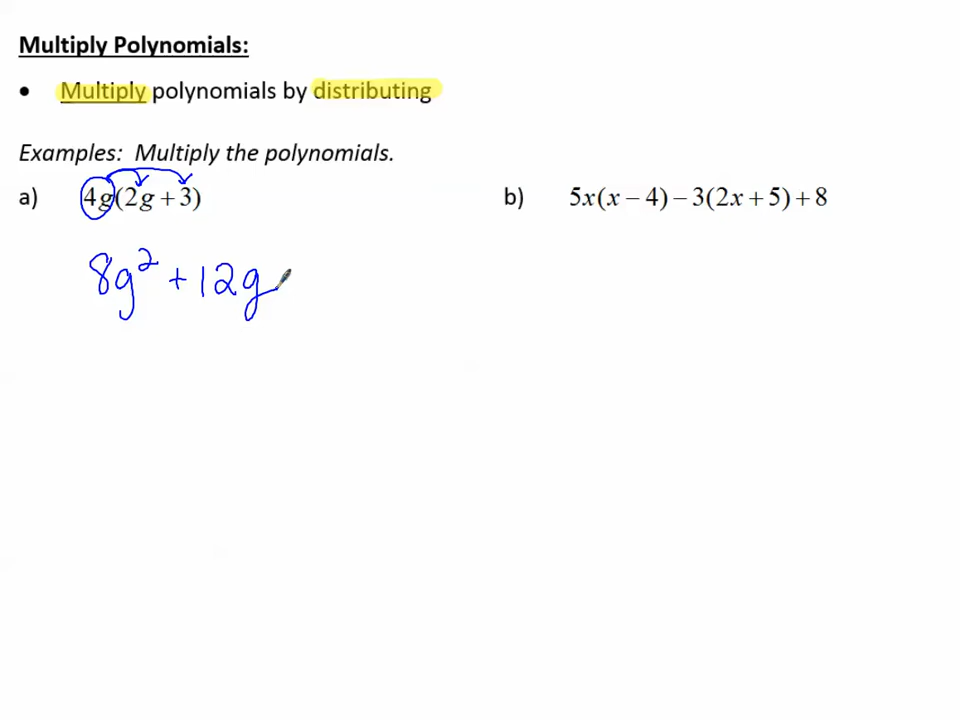 Multiply Polynomials:
• Multiply polynomials by distributing
Examples: Multiply the polynomials.
a) 4g(2g + 3)
b) 5x(x − 4) − 3(2x + 5) + 8
8g² + 12g